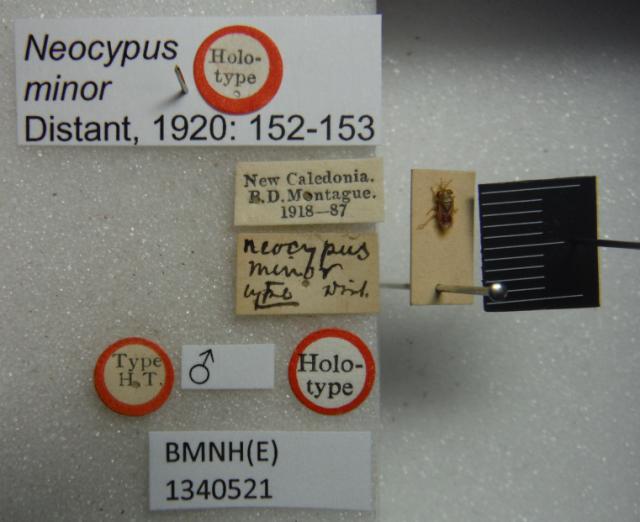 Neocypus
minor
Distant, 1920: 152-153
Holo-
type
New Caledonia.
P.D. Montague.
1918—87
Neocypus
minor
type Dist.
Type
H.T.
♂
Holo-
type
BMNH(E)
1340521